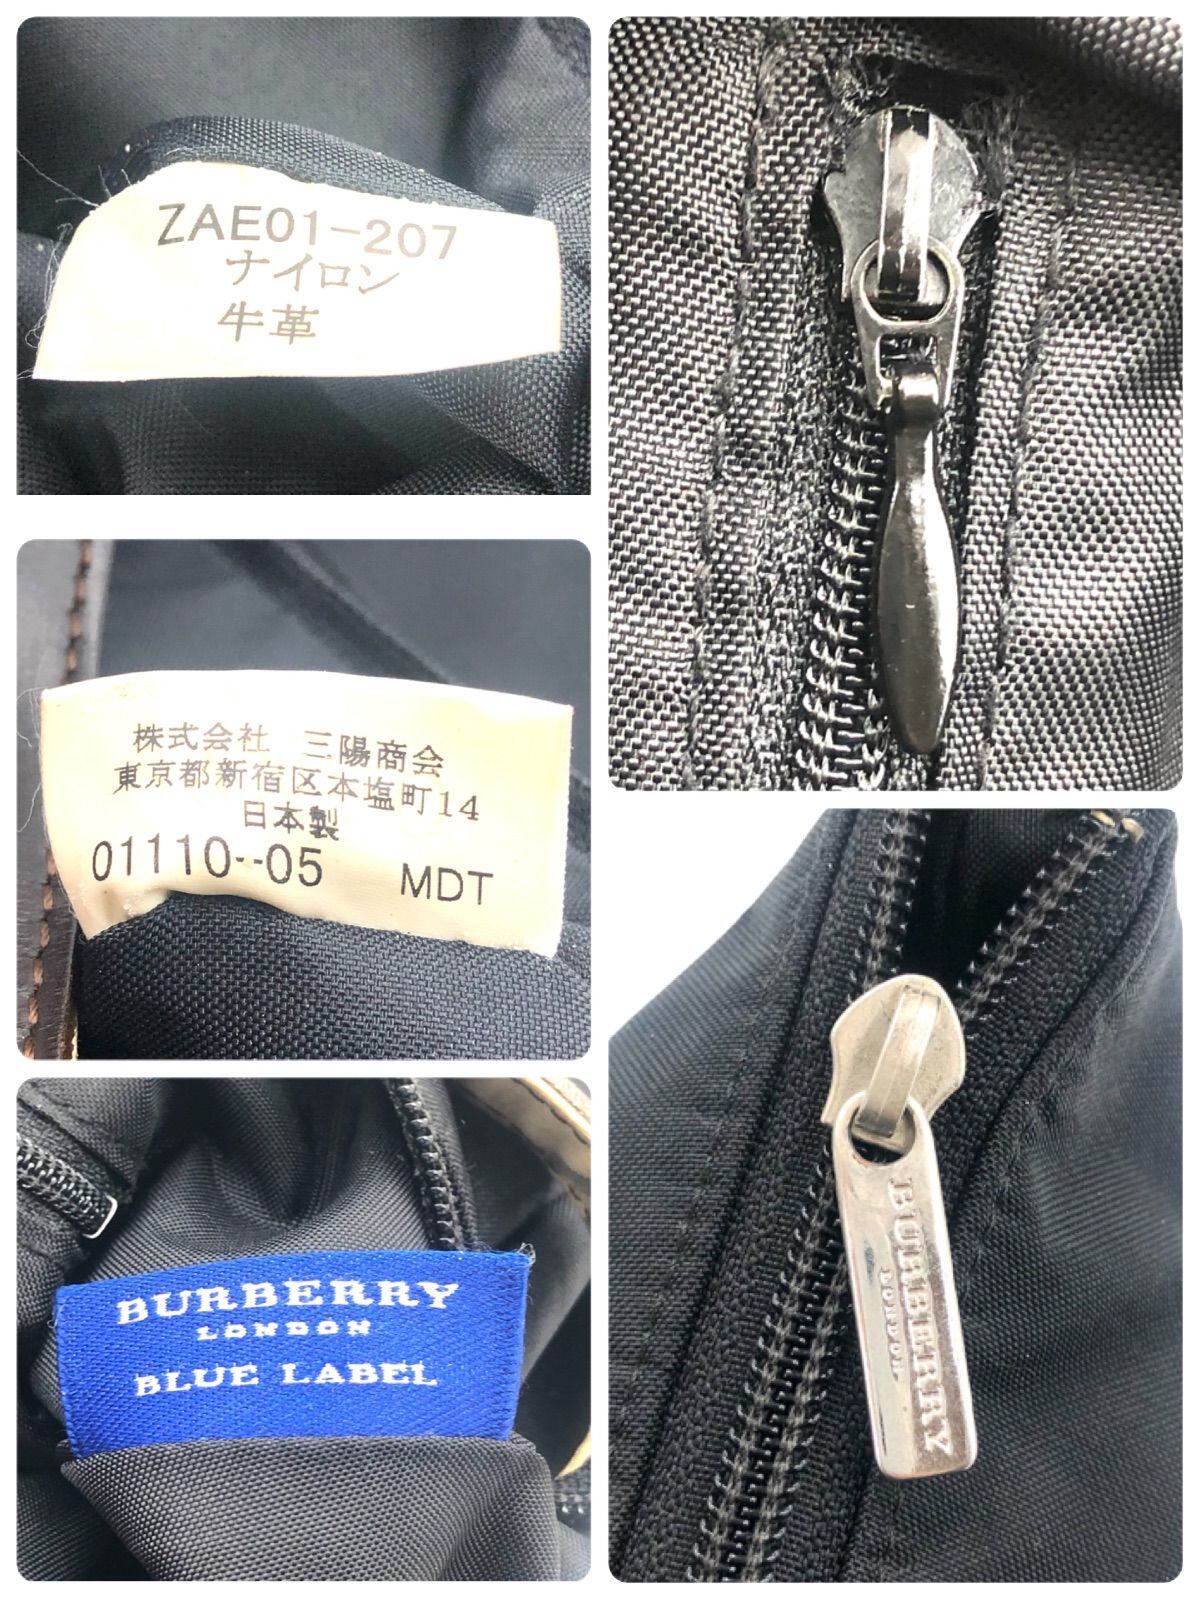 ZAE01-207
ナイロン
牛革
株式会社 三陽商会
東京都新宿区本塩町14
日本製
01110--05 MDT
BURBERRY
LONDON
BLUE LABEL
BURBERRY
LONDON